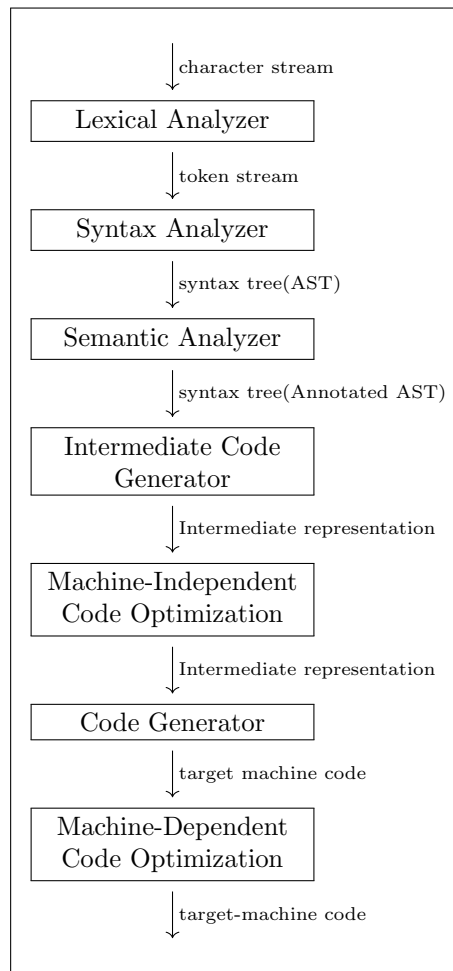 character stream
Lexical Analyzer
token stream
Syntax Analyzer
syntax tree(AST)
Semantic Analyzer
syntax tree(Annotated AST)
Intermediate Code
Generator
Intermediate representation
Machine-Independent
Code Optimization
Intermediate representation
Code Generator
target machine code
Machine-Dependent
Code Optimization
target-machine code